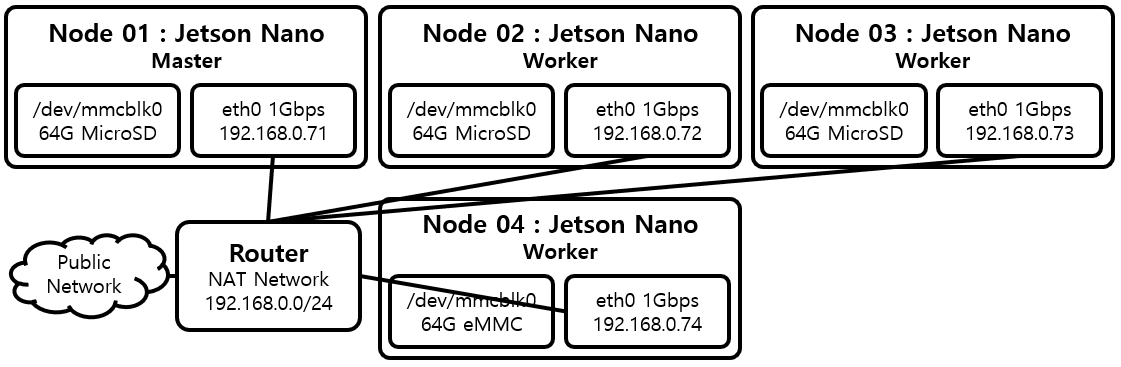 Node 01 : Jetson Nano
Master
/dev/mmcblk0
64G MicroSD
eth0 1Gbps
192.168.0.71
Node 02 : Jetson Nano
Worker
/dev/mmcblk0
64G MicroSD
eth0 1Gbps
192.168.0.72
Node 03 : Jetson Nano
Worker
/dev/mmcblk0
64G MicroSD
eth0 1Gbps
192.168.0.73
Public
Network
Router
NAT Network
192.168.0.0/24
Node 04 : Jetson Nano
Worker
/dev/mmcblk0
64G eMMC
eth0 1Gbps
192.168.0.74